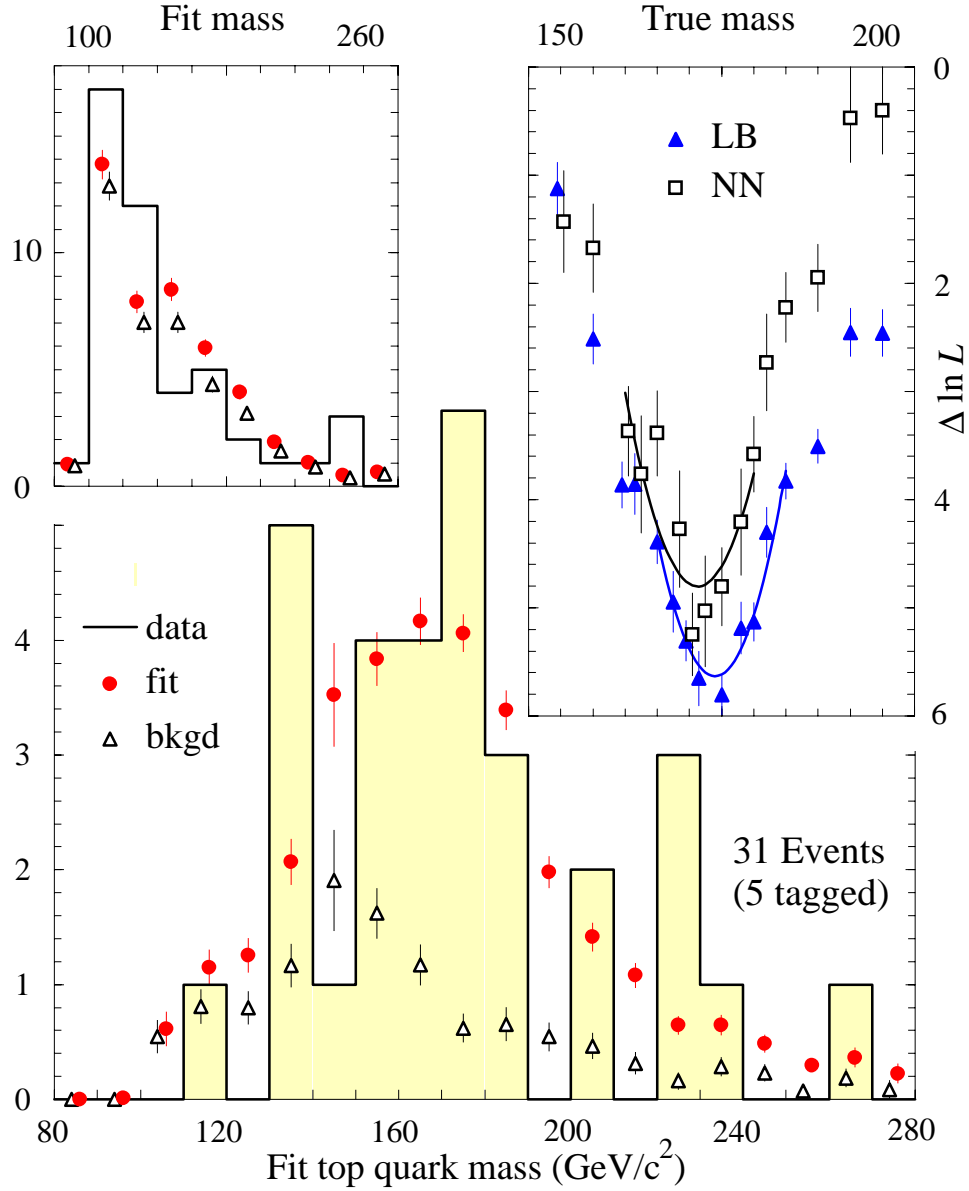 Fit mass
100 260
True mass
150 200
10
0
0
2
4
6
Δ ln L
LB
NN
data
fit
bkgd
4
3
2
1
0
31 Events
(5 tagged)
80 120 160 200 240 280
Fit top quark mass (GeV/c²)